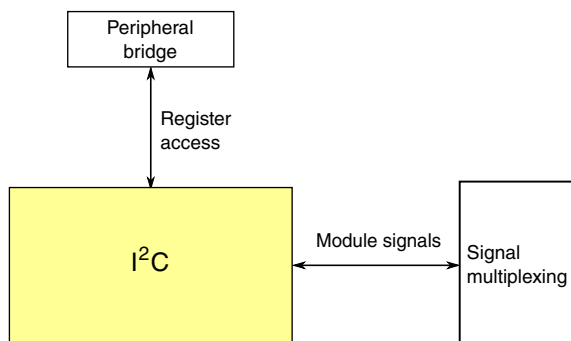 Peripheral
bridge
Register
access
I²C
Module signals
Signal
multiplexing